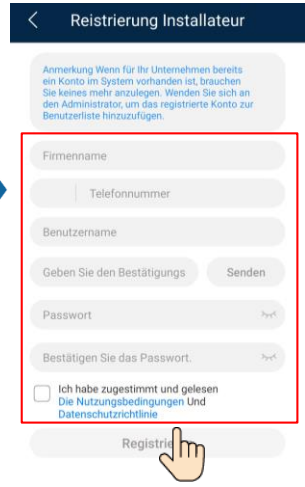 Reistrierung Installateur
Anmerkung Wenn für Ihr Unternehmen bereits
ein Konto im System vorhanden ist, brauchen
Sie keines mehr anzulegen. Wenden Sie sich an
den Administrator, um das registrierte Konto zur
Benutzerliste hinzuzufügen.
Firmenname
Telefonnummer
Benutzername
Geben Sie den Bestätigungs Senden
Passwort
Bestätigen Sie das Passwort.
Ich habe zugestimmt und gelesen
Die Nutzungsbedingungen Und
Datenschutzrichtlinie